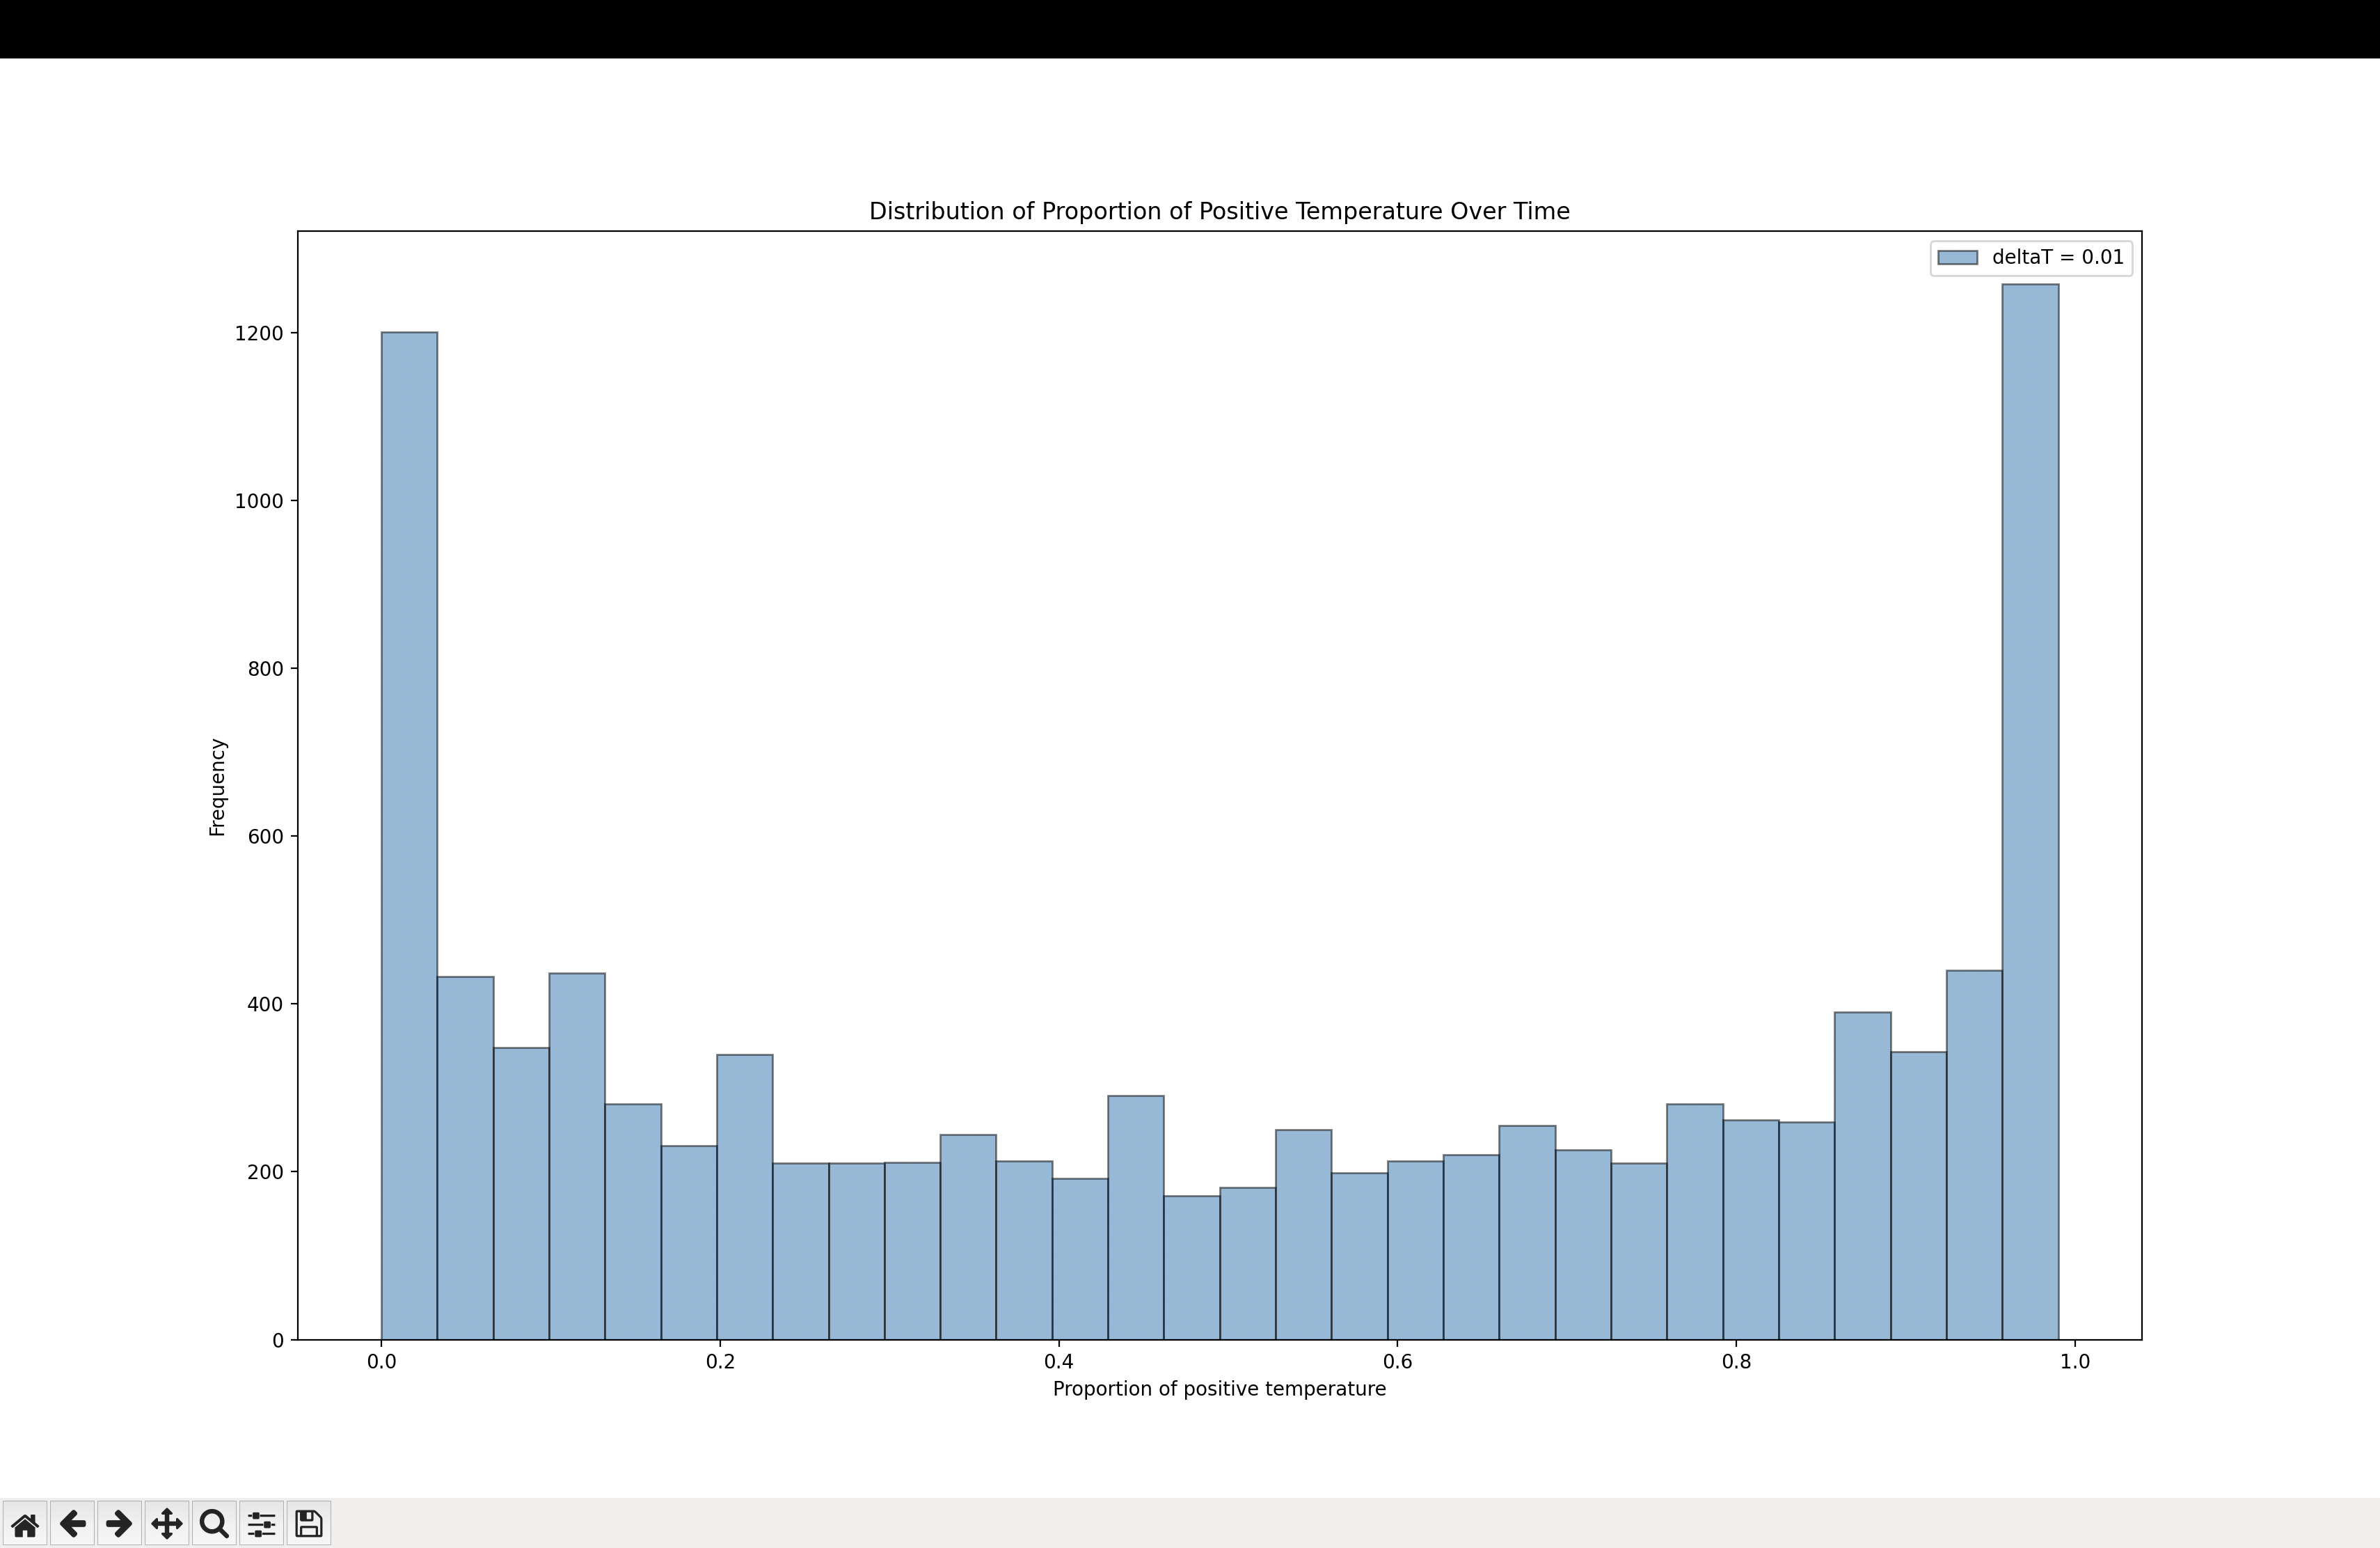 Distribution of Proportion of Positive Temperature Over Time
deltaT = 0.01
1200
1000
800
600
400
200
0
Frequency
0.0 0.2 0.4 0.6 0.8 1.0
Proportion of positive temperature